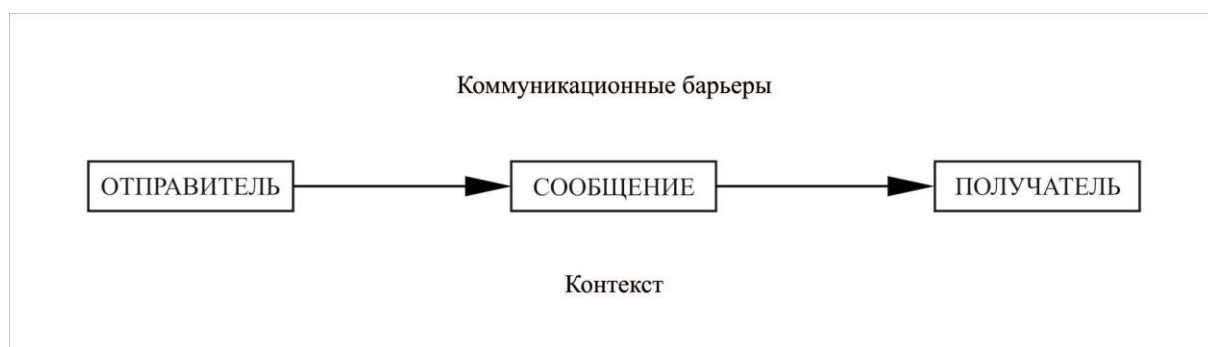 Коммуникационные барьеры
ОТПРАВИТЕЛЬ
СООБЩЕНИЕ
ПОЛУЧАТЕЛЬ
Контекст